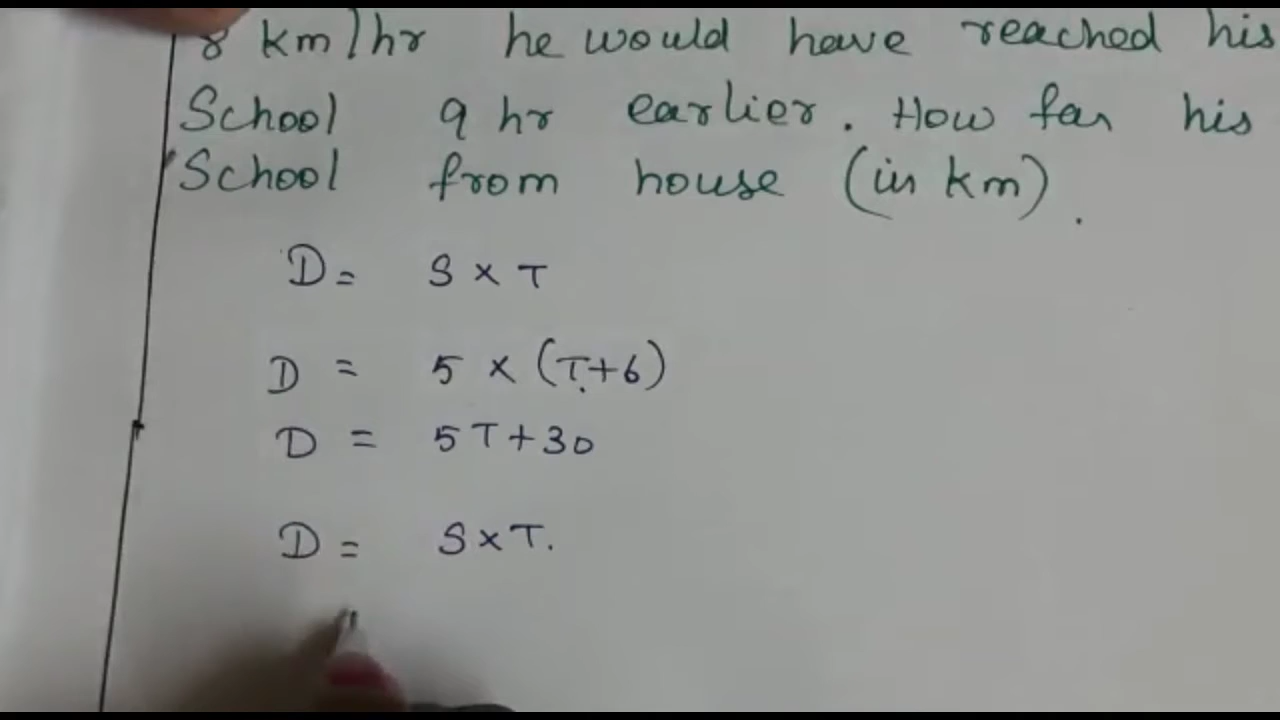 8 km/hr he would have reached his
School 9 hr earlier. How far his
School from house (in km).
D = S × T
D = 5 × (T+6)
D = 5T+30
D = S×T.